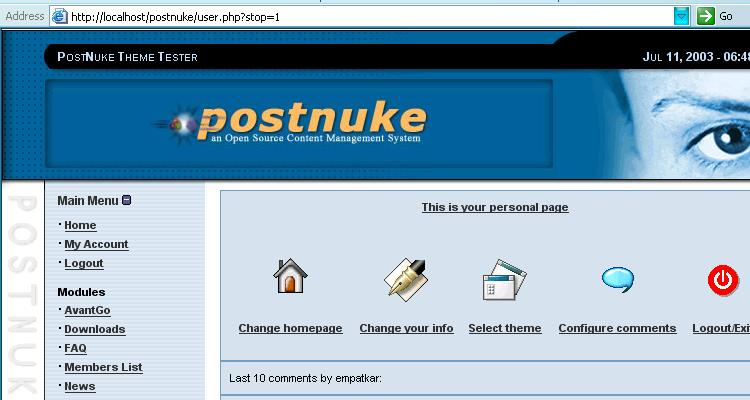 Address http://localhost/postnuke/user.php?stop=1 Go
PostNuke Theme Tester
Jul 11, 2003 - 06:48
postnuke
an Open Source Content Management System
POSTNUK
Main Menu
Home
My Account
Logout
Modules
AvantGo
Downloads
FAQ
Members List
News
This is your personal page
Change homepage
Change your info
Select theme
Configure comments
Logout/Exi
Last 10 comments by empatkar: